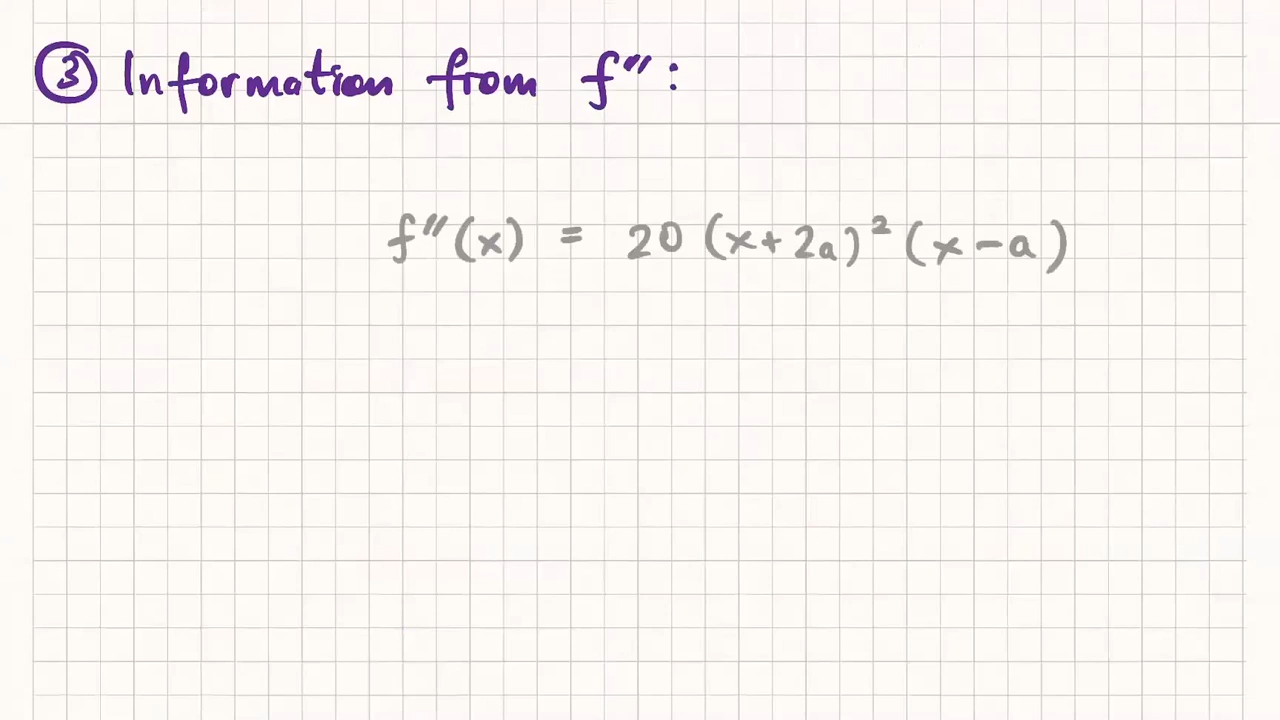 ③ Information from f'':
f''(x) = 20 (x+2a)² (x-a)